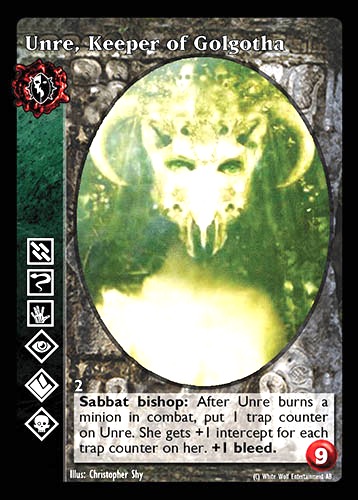 Unre, Keeper of Golgotha
2
Sabbat bishop: After Unre burns a
minion in combat, put 1 trap counter
on Unre. She gets +1 intercept for each
trap counter on her. +1 bleed.
9
Illus: Christopher Shy
(C) White Wolf Entertainment AB